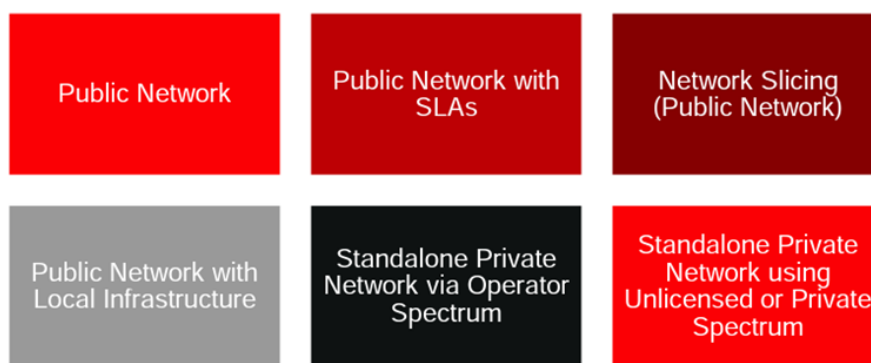 Public Network
Public Network with
SLAs
Network Slicing
(Public Network)
Public Network with
Local Infrastructure
Standalone Private
Network via Operator
Spectrum
Standalone Private
Network using
Unlicensed or Private
Spectrum